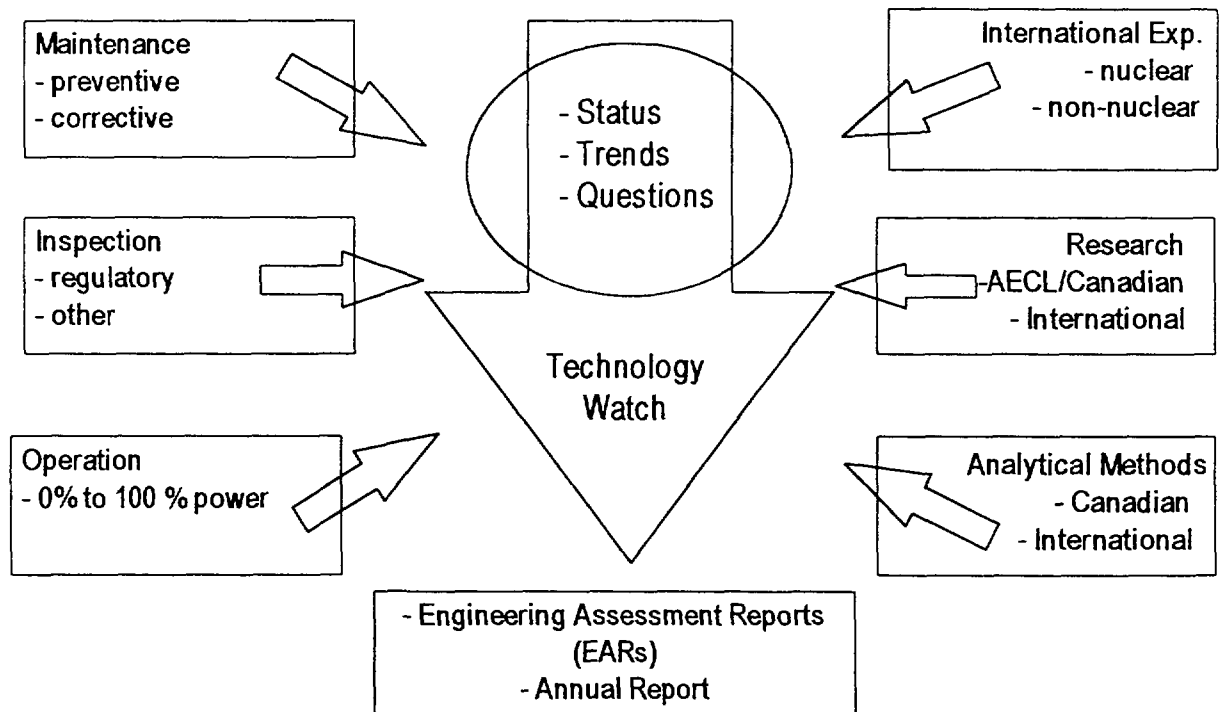 Maintenance
- preventive
- corrective
Inspection
- regulatory
- other
Operation
- 0% to 100 % power
- Status
- Trends
- Questions
Technology
Watch
International Exp.
- nuclear
- non-nuclear
Research
-AECL/Canadian
- International
Analytical Methods
- Canadian
- International
- Engineering Assessment Reports
(EARs)
- Annual Report